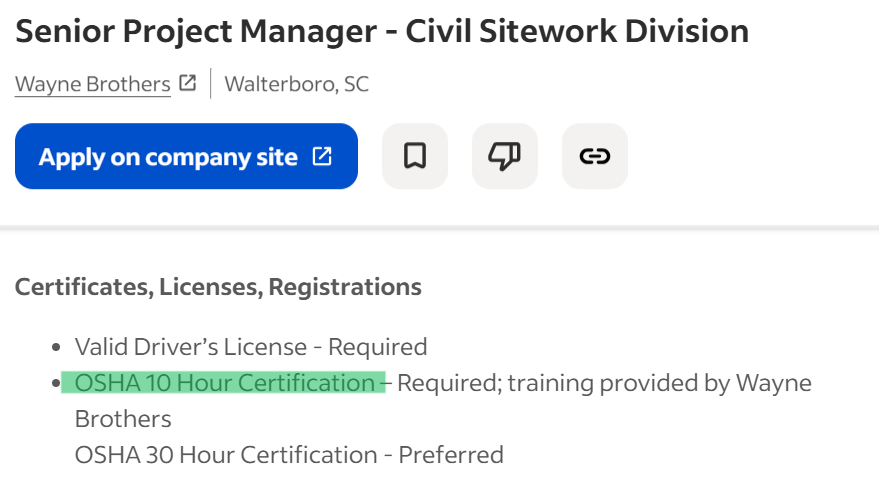 Senior Project Manager - Civil Sitework Division
Wayne Brothers Walterboro, SC
Apply on company site
Certificates, Licenses, Registrations
• Valid Driver’s License - Required
• OSHA 10 Hour Certification – Required; training provided by Wayne
Brothers
OSHA 30 Hour Certification - Preferred